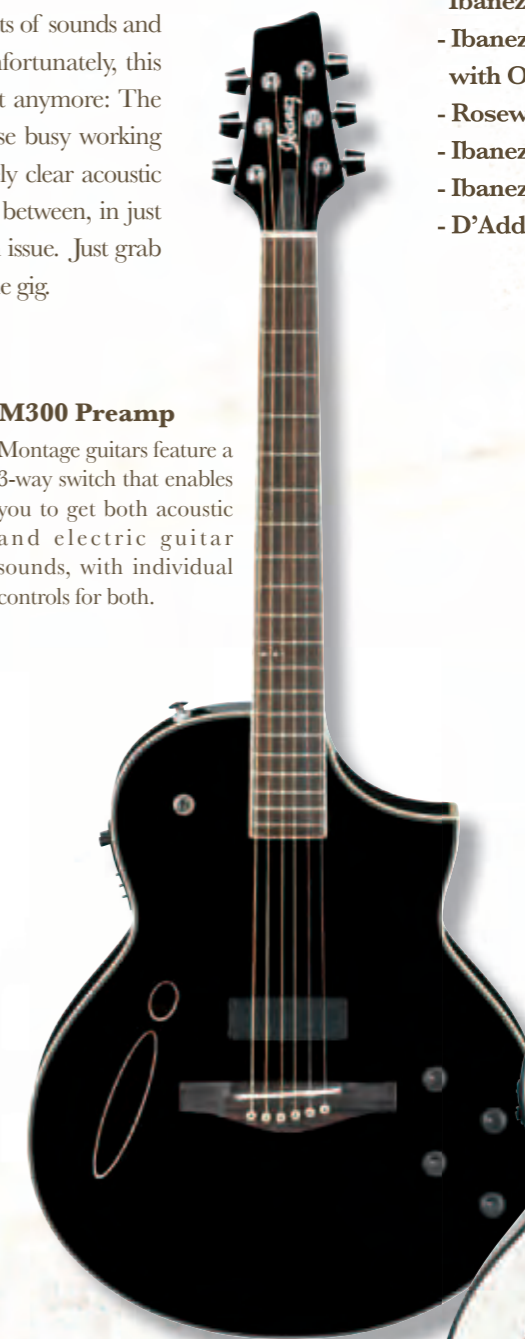 ts of sounds and
nfortunately, this
t anymore: The
se busy working
ly clear acoustic
between, in just
issue. Just grab
e gig.
M300 Preamp
Montage guitars feature a
3-way switch that enables
you to get both acoustic
and electric guitar
sounds, with individual
controls for both.
Ibanez
- Ibanez
with O
- Rosew
- Ibanez
- Ibanez
- D'Add
Ibanez